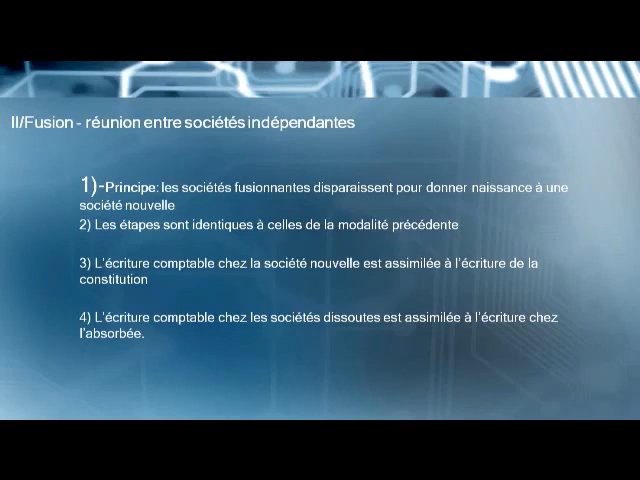 II/Fusion - réunion entre sociétés indépendantes
1)-Principe: les sociétés fusionnantes disparaissent pour donner naissance à une
société nouvelle
2) Les étapes sont identiques à celles de la modalité précédente
3) L'écriture comptable chez la société nouvelle est assimilée à l'écriture de la
constitution
4) L'écriture comptable chez les sociétés dissoutes est assimilée à l'écriture chez
l'absorbée.